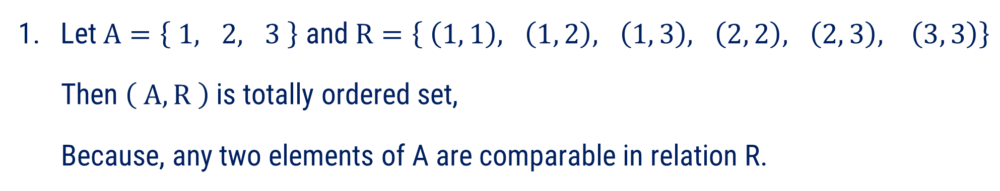 1. Let A = { 1, 2, 3 } and R = { (1, 1), (1, 2), (1, 3), (2, 2), (2, 3), (3, 3)}
Then ( A, R ) is totally ordered set,
Because, any two elements of A are comparable in relation R.